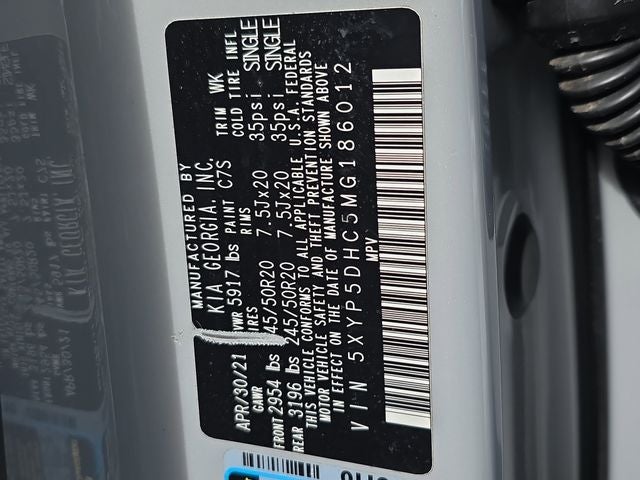 MANUFACTURED BY
KIA GEORGIA, INC.
APR/30/21 GVWR 5917 lbs PAINT C7S TRIM WK
GAWR TIRES RIMS COLD TIRE INFL
FRONT 2954 lbs 245/50R20 7.5Jx20 35psi SINGLE
REAR 3196 lbs 245/50R20 7.5Jx20 35psi SINGLE
THIS VEHICLE CONFORMS TO ALL APPLICABLE U.S.A. FEDERAL
MOTOR VEHICLE SAFETY AND THEFT PREVENTION STANDARDS
IN EFFECT ON THE DATE OF MANUFACTURE SHOWN ABOVE
VIN 5XYP5DHC5MG186012
MPV